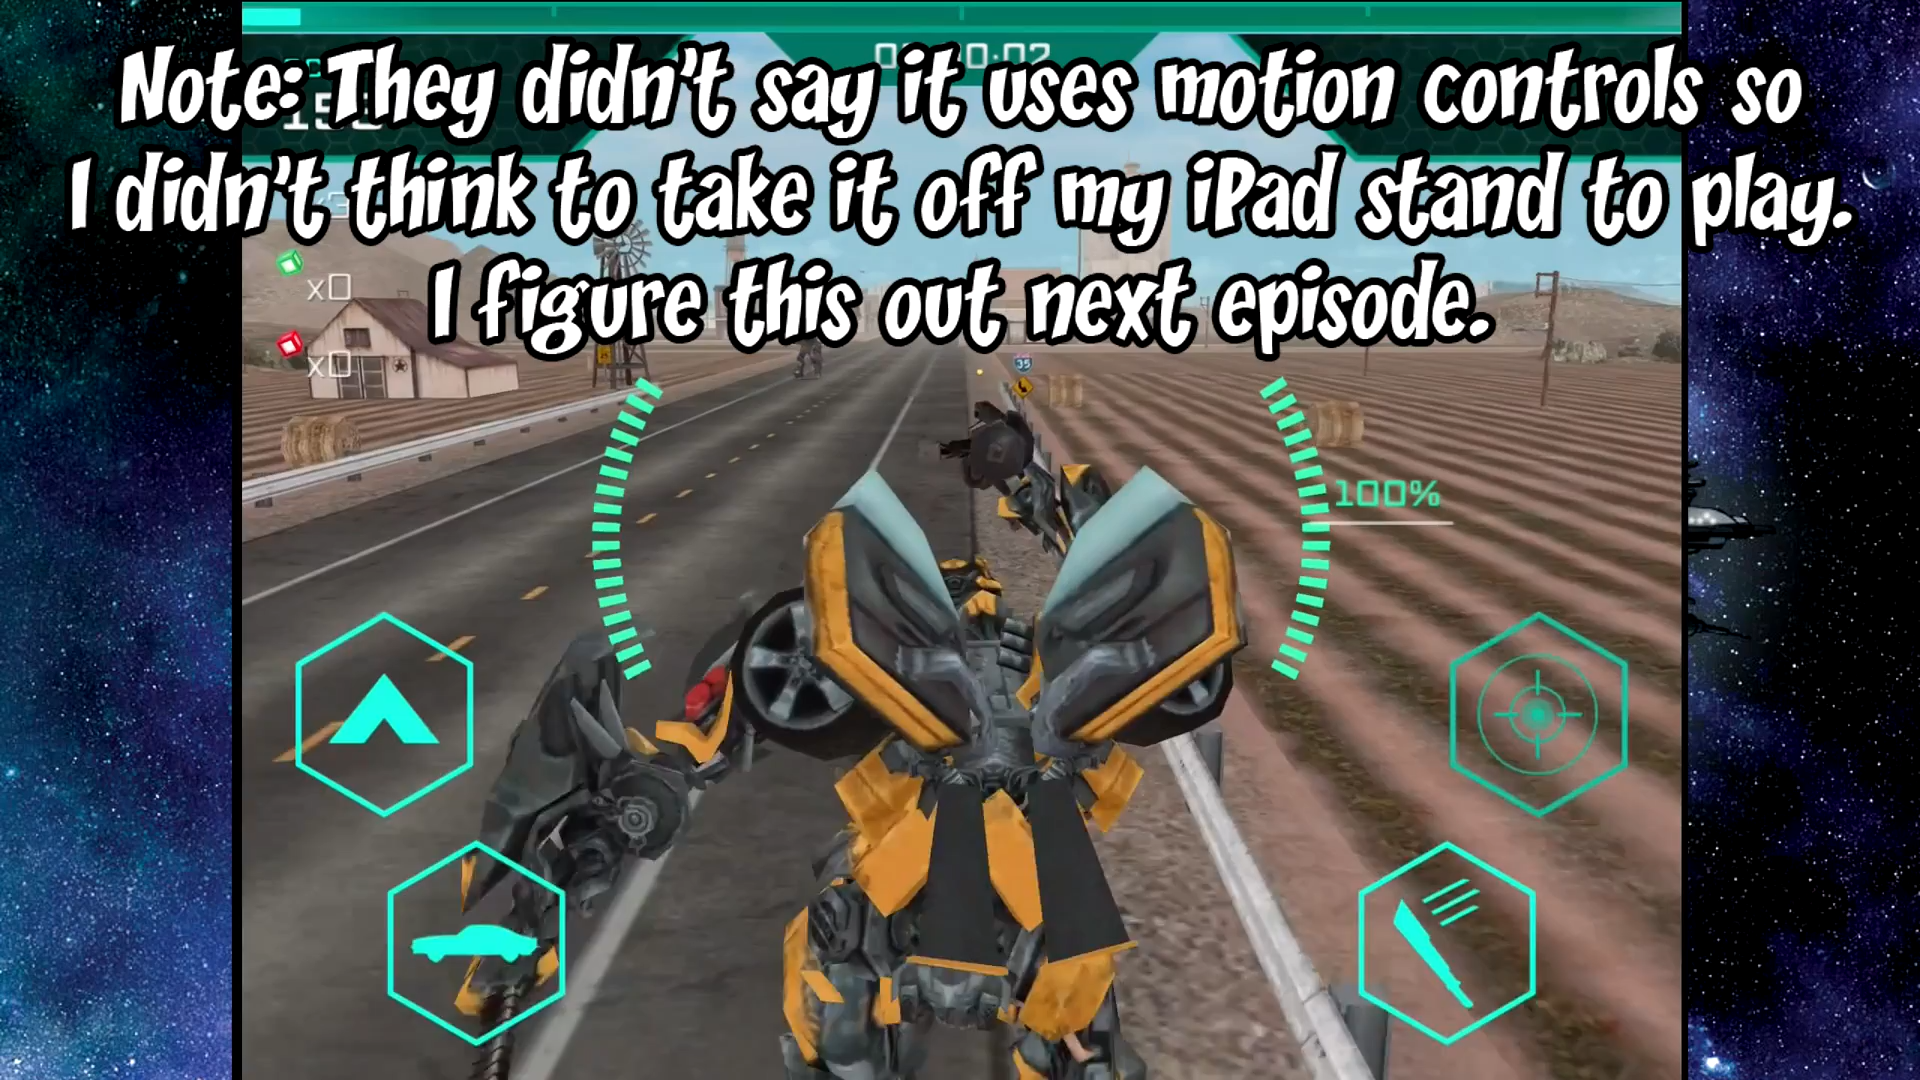 Note: They didn't say it uses motion controls so
I didn't think to take it off my iPad stand to play.
I figure this out next episode.
x0
x0
35
100%